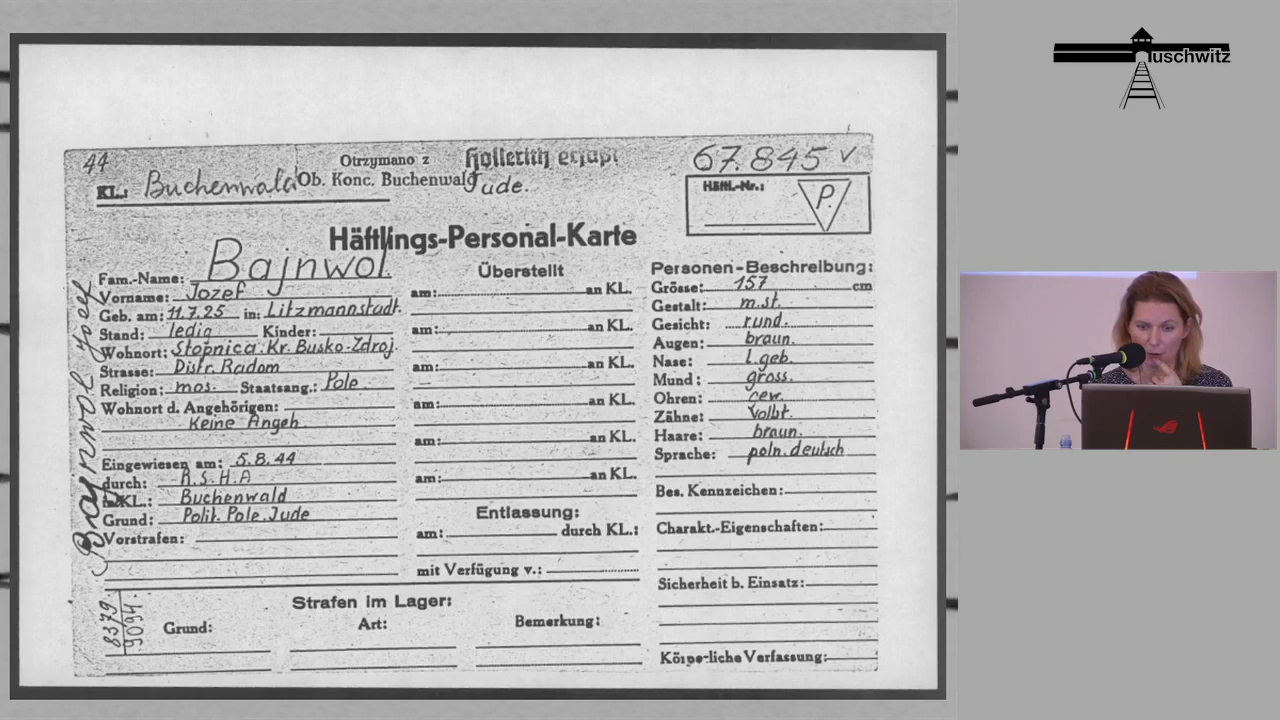 Auschwitz
44
Otrzymano z
Hollerith erfaßt
67.845 v
KL.: Buchenwald
Ob. Konc. Buchenwald
Jude.
Häftl.-Nr.:
P.
Häftlings-Personal-Karte
Fam.-Name: Bajnwol
Vorname: Jozef
Geb. am: 11.7.25 in: Litzmannstadt.
Stand: ledig Kinder:
Wohnort: Stopnica. Kr. Busko-Zdroj.
Strasse: Distr. Radom
Religion: mos. Staatsang.: Pole
Wohnort d. Angehörigen:
Keine Angeh.
Eingewiesen am: 5.8.44
durch: R.S.H.A
KL.: Buchenwald
Grund: Polit. Pole. Jude
Vorstrafen:
Überstellt
am: an KL.
am: an KL.
am: an KL.
am: an KL.
am: an KL.
am: an KL.
Entlassung:
am: durch KL.:
mit Verfügung v.:
Personen-Beschreibung:
Grösse: 157 cm
Gestalt: m.st.
Gesicht: rund.
Augen: braun.
Nase: l.geb.
Mund: gross.
Ohren: gew.
Zähne: Vollbt.
Haare: braun.
Sprache: poln. deutsch
Bes. Kennzeichen:
Charakt.-Eigenschaften:
Sicherheit b. Einsatz:
Körperliche Verfassung:
Strafen im Lager:
Grund: Art: Bemerkung:
8379
9094
Josef